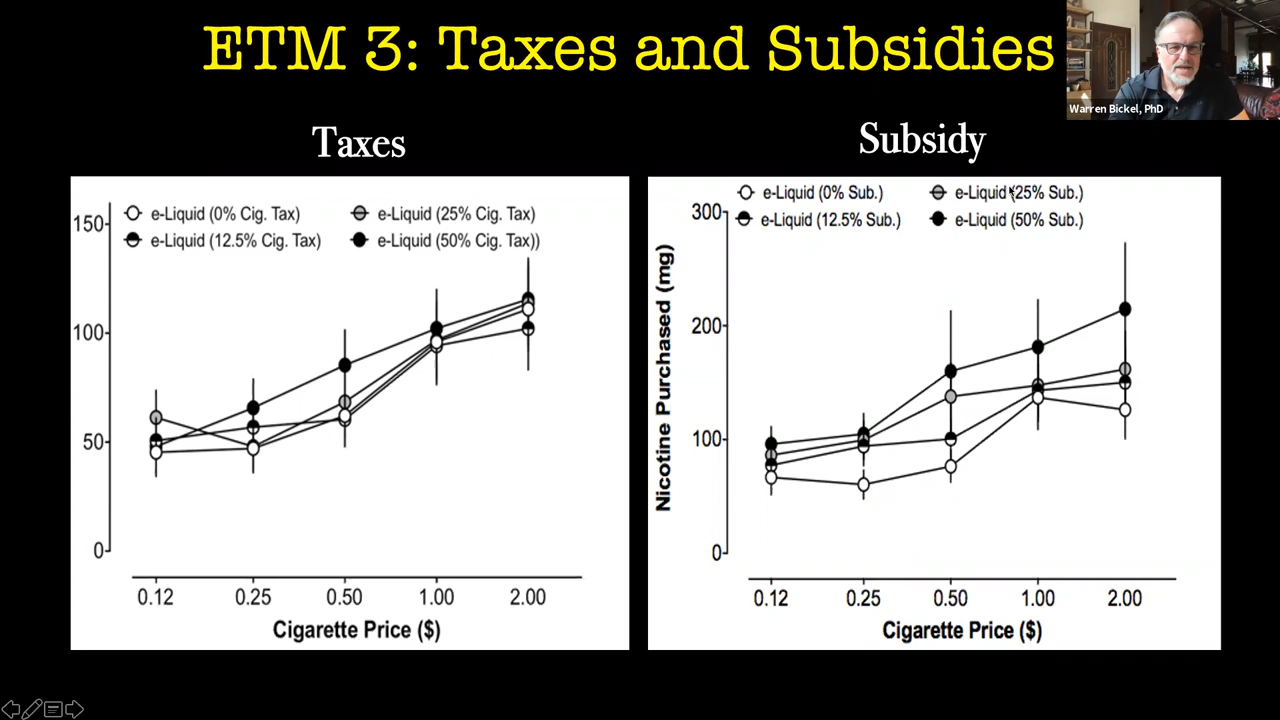 ETM 3: Taxes and Subsidies
Warren Bickel, PhD
Taxes
e-Liquid (0% Cig. Tax)
e-Liquid (25% Cig. Tax)
e-Liquid (12.5% Cig. Tax)
e-Liquid (50% Cig. Tax))
150
100
50
0
0.12 0.25 0.50 1.00 2.00
Cigarette Price ($)
Subsidy
e-Liquid (0% Sub.)
e-Liquid (25% Sub.)
e-Liquid (12.5% Sub.)
e-Liquid (50% Sub.)
Nicotine Purchased (mg)
300
200
100
0
0.12 0.25 0.50 1.00 2.00
Cigarette Price ($)